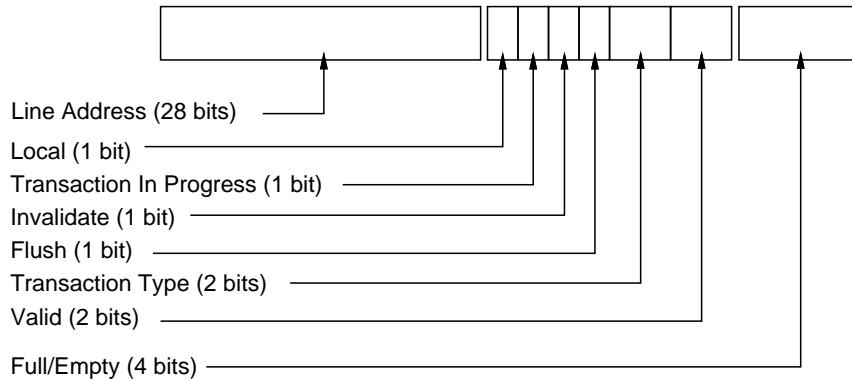 Line Address (28 bits)
Local (1 bit)
Transaction In Progress (1 bit)
Invalidate (1 bit)
Flush (1 bit)
Transaction Type (2 bits)
Valid (2 bits)
Full/Empty (4 bits)